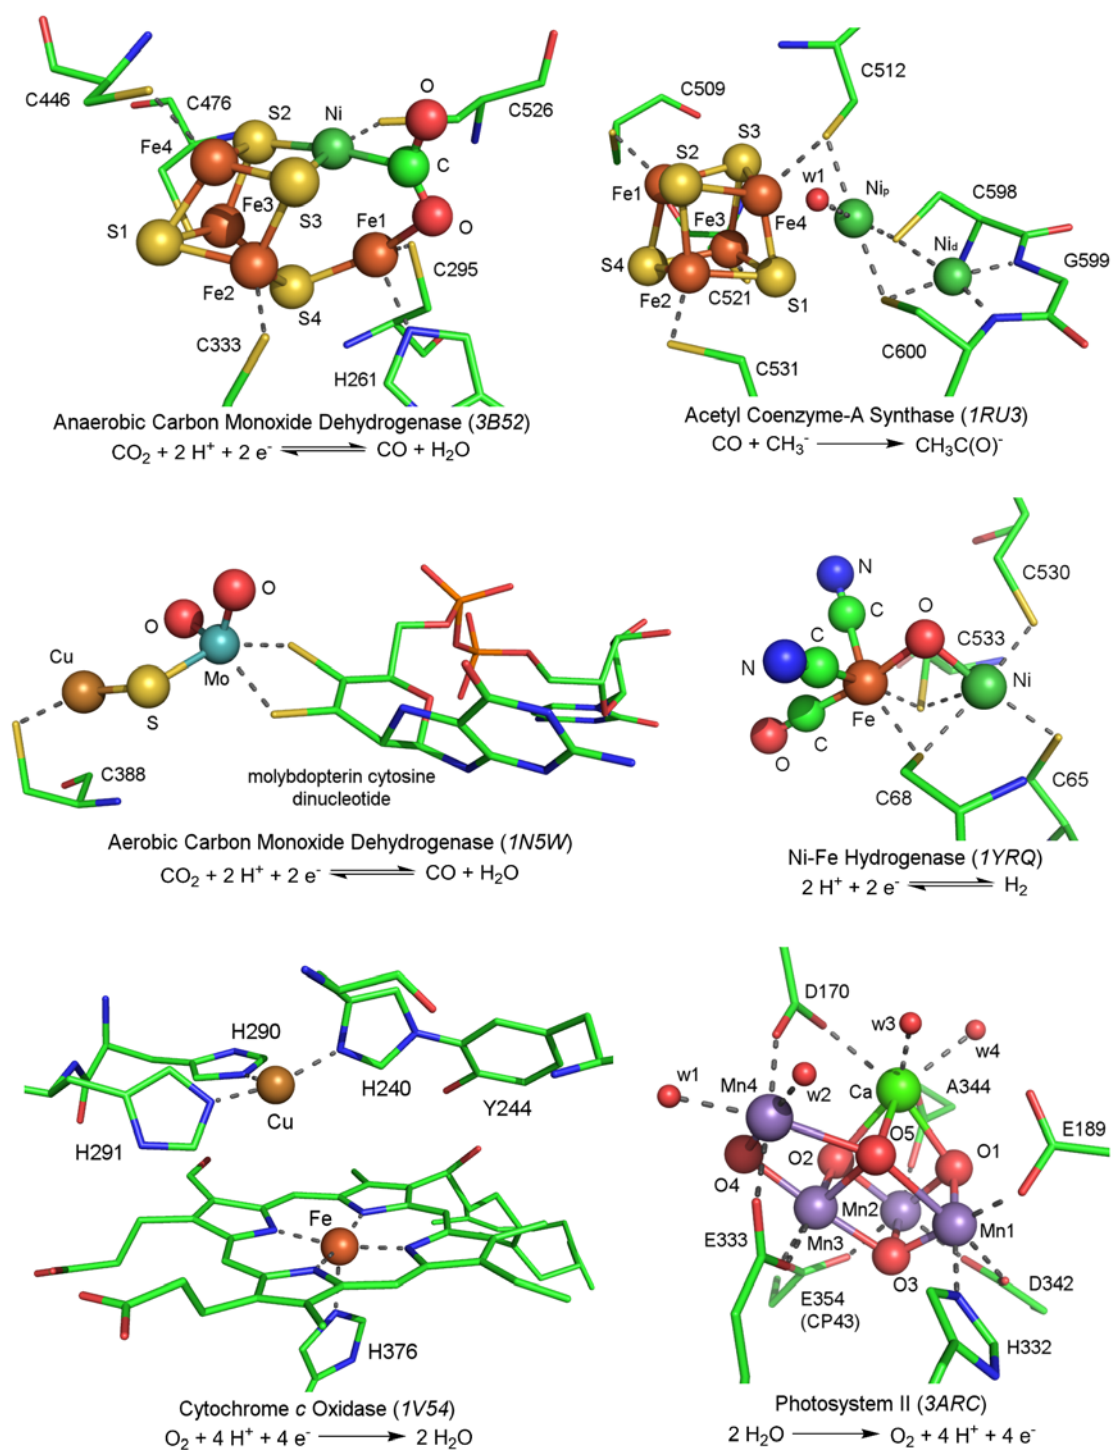 C446
C476
S2
Ni
O
C526
Fe4
C
S1
Fe3
S3
Fe1
O
Fe2
S4
C295
C333
H261
Anaerobic Carbon Monoxide Dehydrogenase (3B52)
CO₂ + 2 H⁺ + 2 e⁻ ⇌ CO + H₂O
C512
C509
S3
S2
w1
Niₚ
C598
Fe1
Fe3
Fe4
Ni_d
G599
S4
Fe2
C521
S1
C600
C531
Acetyl Coenzyme-A Synthase (1RU3)
CO + CH₃⁻ → CH₃C(O)⁻
O
O
Cu
Mo
S
C388
molybdopterin cytosine
dinucleotide
Aerobic Carbon Monoxide Dehydrogenase (1N5W)
CO₂ + 2 H⁺ + 2 e⁻ ⇌ CO + H₂O
N
C
O
C530
C
C533
N
Ni
Fe
C
O
C68
C65
Ni-Fe Hydrogenase (1YRQ)
2 H⁺ + 2 e⁻ ⇌ H₂
H290
H240
Y244
Cu
H291
Fe
H376
Cytochrome c Oxidase (1V54)
O₂ + 4 H⁺ + 4 e⁻ → 2 H₂O
D170
w3
w4
w1
Mn4
w2
Ca
A344
E189
O5
O2
O1
O4
Mn2
Mn1
Mn3
E333
O3
D342
E354
(CP43)
H332
Photosystem II (3ARC)
2 H₂O → O₂ + 4 H⁺ + 4 e⁻